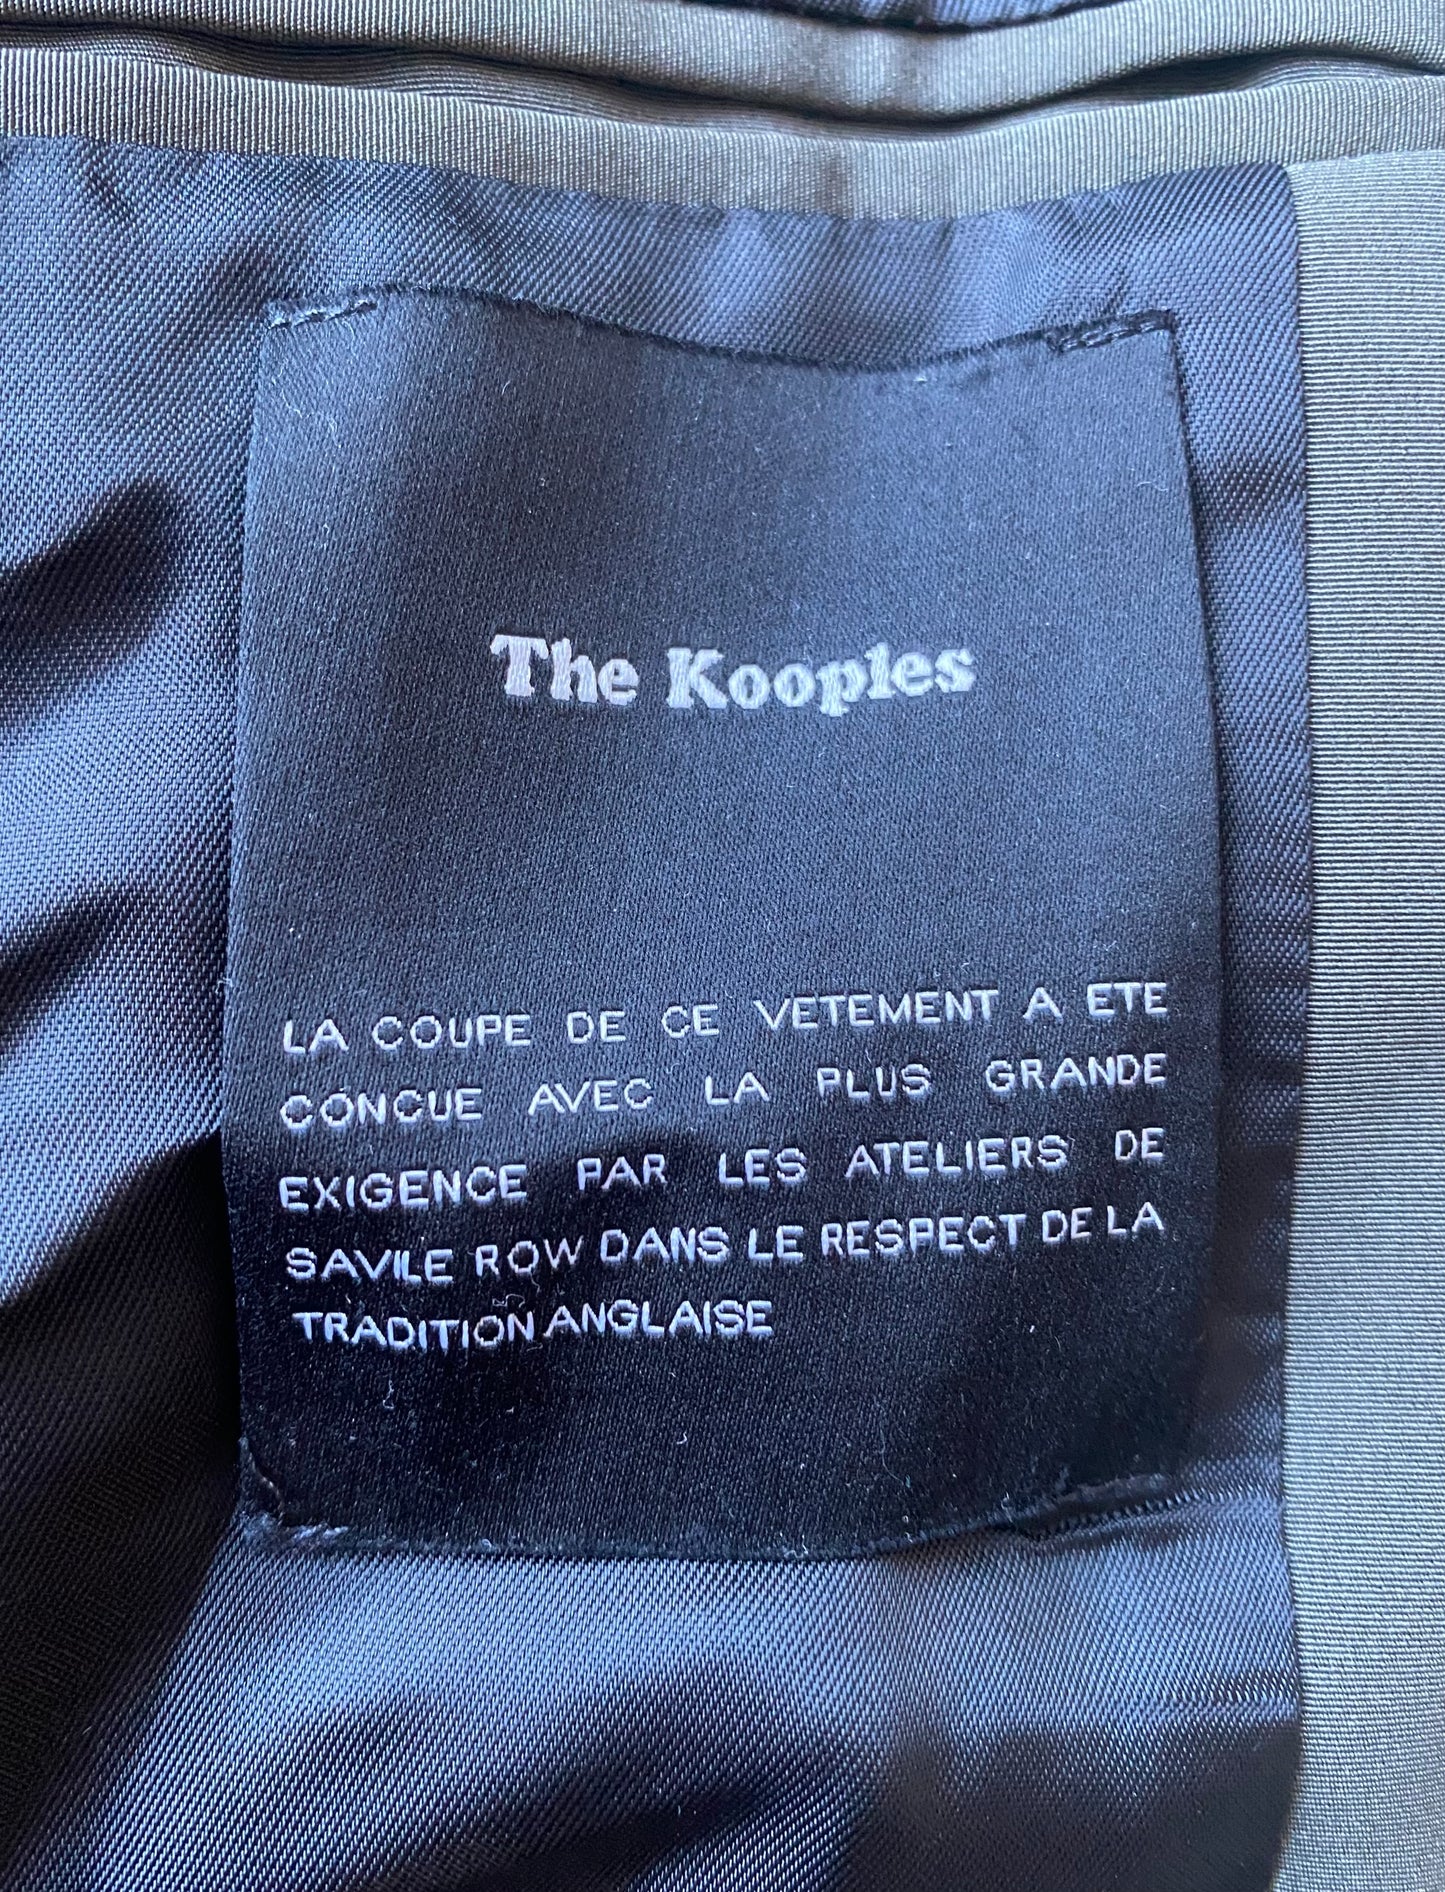 The Kooples
LA COUPE DE CE VETEMENT A ETE
CONCUE AVEC LA PLUS GRANDE
EXIGENCE PAR LES ATELIERS DE
SAVILE ROW DANS LE RESPECT DE LA
TRADITION ANGLAISE